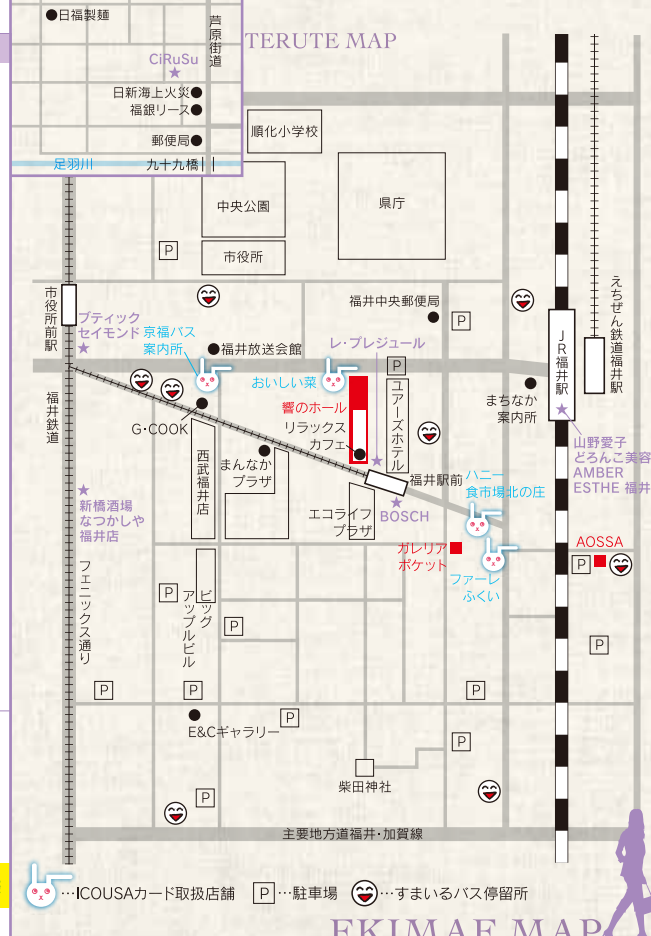 日福製麺
芦原街道
CiRuSu
日新海上火災
福銀リース
郵便局
足羽川
九十九橋
TERUTE MAP
順化小学校
中央公園
県庁
市役所
P
市役所前駅
ブティック
セイモンド
京福バス
案内所
福井放送会館
福井中央郵便局
P
レ・プレジュール
P
おいしい菜
響のホール
リラックス
カフェ
ユアーズホテル
まちなか
案内所
JR福井駅
えちぜん鉄道福井駅
福井鉄道
G・COOK
西武福井店
まんなか
プラザ
エコライフ
プラザ
福井駅前
BOSCH
ハニー
食市場北の庄
山野愛子
どろんこ美容
AMBER
ESTHE 福井
新橋酒場
なつかしや
福井店
ガレリア
ポケット
ファーレ
ふくい
AOSSA
P
フェニックス通り
P
ビッグ
アップルビル
P
P
P
P
P
E&Cギャラリー
P
P
P
柴田神社
主要地方道福井・加賀線
…ICOUSAカード取扱店舗
P…駐車場
…すまいるバス停留所
EKIMAE MAP